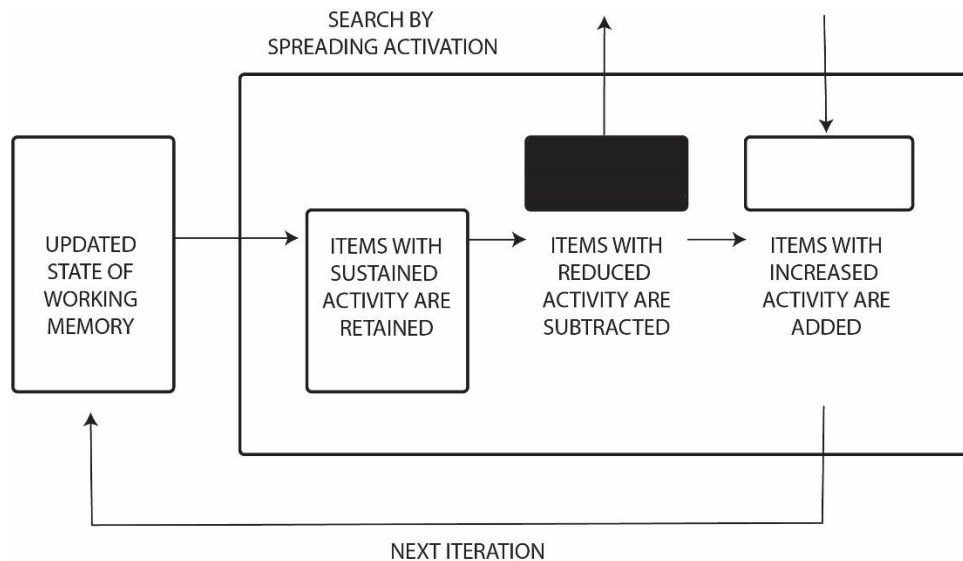 SEARCH BY
SPREADING ACTIVATION
UPDATED
STATE OF
WORKING
MEMORY
ITEMS WITH
SUSTAINED
ACTIVITY ARE
RETAINED
ITEMS WITH
REDUCED
ACTIVITY ARE
SUBTRACTED
ITEMS WITH
INCREASED
ACTIVITY ARE
ADDED
NEXT ITERATION